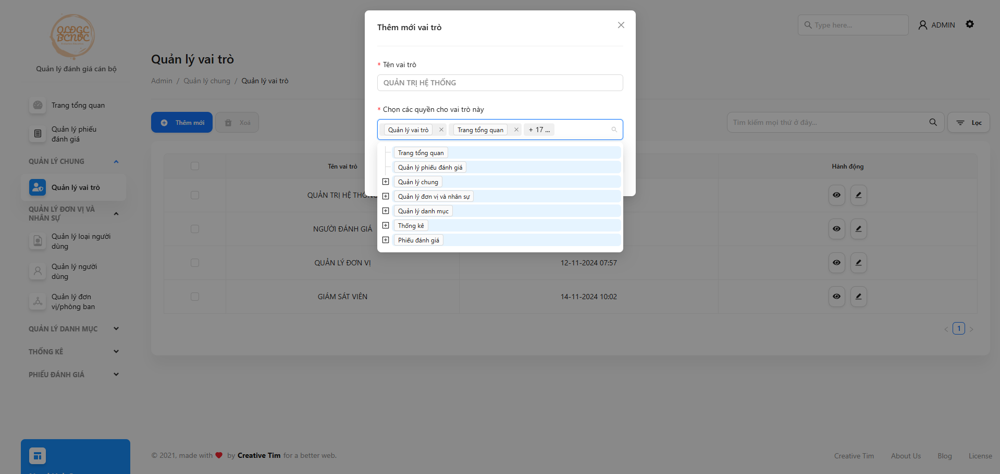 QLĐGC
BCNVC
Quản lý đánh giá cán bộ
Trang tổng quan
Quản lý phiếu
đánh giá
QUẢN LÝ CHUNG
Quản lý vai trò
QUẢN LÝ ĐƠN VỊ VÀ
NHÂN SỰ
Quản lý loại người
dùng
Quản lý người
dùng
Quản lý đơn
vị/phòng ban
QUẢN LÝ DANH MỤC
THỐNG KÊ
PHIẾU ĐÁNH GIÁ
Type here...
ADMIN
Quản lý vai trò
Admin / Quản lý chung / Quản lý vai trò
Thêm mới
Xoá
Tìm kiếm mọi thứ ở đây...
Lọc
Thêm mới vai trò
* Tên vai trò
QUẢN TRỊ HỆ THỐNG
* Chọn các quyền cho vai trò này
Quản lý vai trò
Trang tổng quan
+ 17 ...
Trang tổng quan
Quản lý phiếu đánh giá
Quản lý chung
Quản lý đơn vị và nhân sự
Quản lý danh mục
Thống kê
Phiếu đánh giá
Tên vai trò
Hành động
QUẢN TRỊ HỆ THỐNG
NGƯỜI ĐÁNH GIÁ
QUẢN LÝ ĐƠN VỊ
12-11-2024 07:57
GIÁM SÁT VIÊN
14-11-2024 10:02
1
© 2021, made with by Creative Tim for a better web.
Creative Tim
About Us
Blog
License